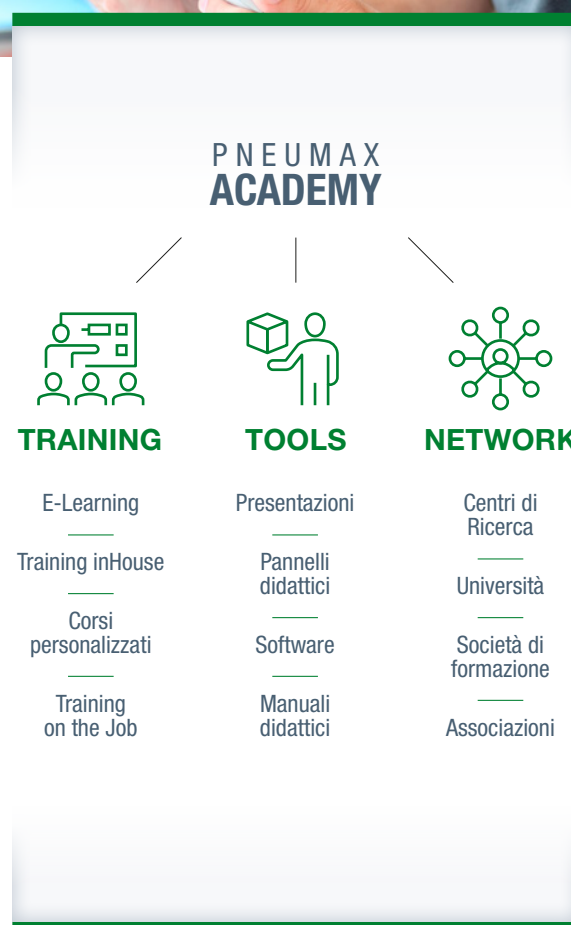 PNEUMAX
ACADEMY
TRAINING
E-Learning
Training inHouse
Corsi
personalizzati
Training
on the Job
TOOLS
Presentazioni
Pannelli
didattici
Software
Manuali
didattici
NETWORK
Centri di
Ricerca
Università
Società di
formazione
Associazioni